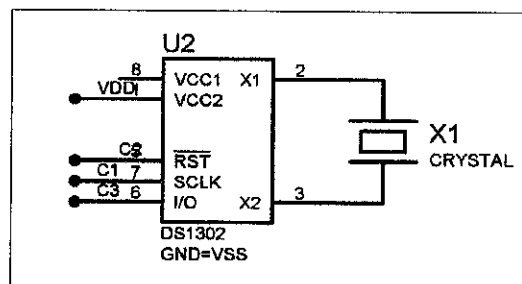 U2
8 VCC1 X1 2
VDD 1 VCC2
X1
CRYSTAL
RST
C1 7 SCLK
C3 6 I/O X2 3
DS1302
GND=VSS